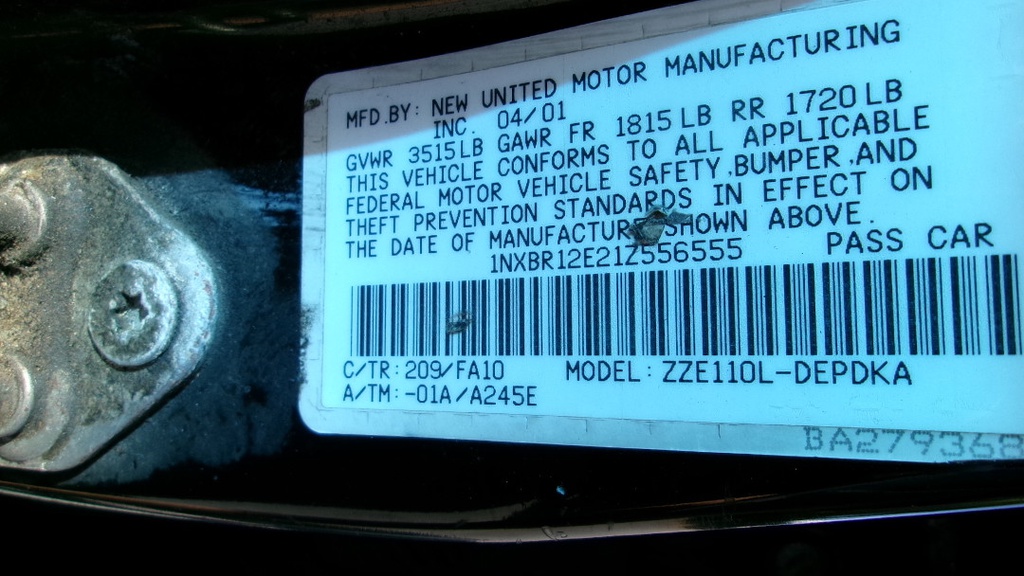 MFD.BY: NEW UNITED MOTOR MANUFACTURING
INC. 04/01
GVWR 3515LB GAWR FR 1815LB RR 1720LB
THIS VEHICLE CONFORMS TO ALL APPLICABLE
FEDERAL MOTOR VEHICLE SAFETY,BUMPER,AND
THEFT PREVENTION STANDARDS IN EFFECT ON
THE DATE OF MANUFACTUR SHOWN ABOVE.
1NXBR12E21Z556555 PASS CAR
C/TR: 209/FA10 MODEL: ZZE110L-DEPDKA
A/TM: -01A/A245E
BA279368